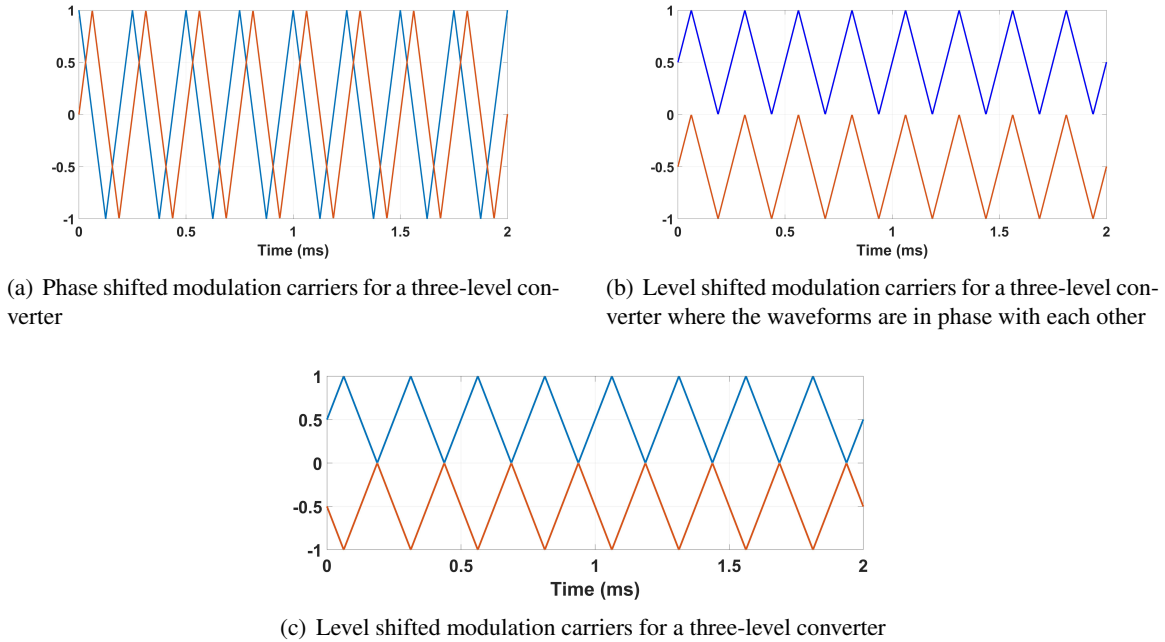 1
0.5
0
-0.5
-1
0 0.5 1 1.5 2
Time (ms)
(a) Phase shifted modulation carriers for a three-level con-
verter
1
0.5
0
-0.5
-1
0 0.5 1 1.5 2
Time (ms)
(b) Level shifted modulation carriers for a three-level con-
verter where the waveforms are in phase with each other
1
0.5
0
-0.5
-1
0 0.5 1 1.5 2
Time (ms)
(c) Level shifted modulation carriers for a three-level converter